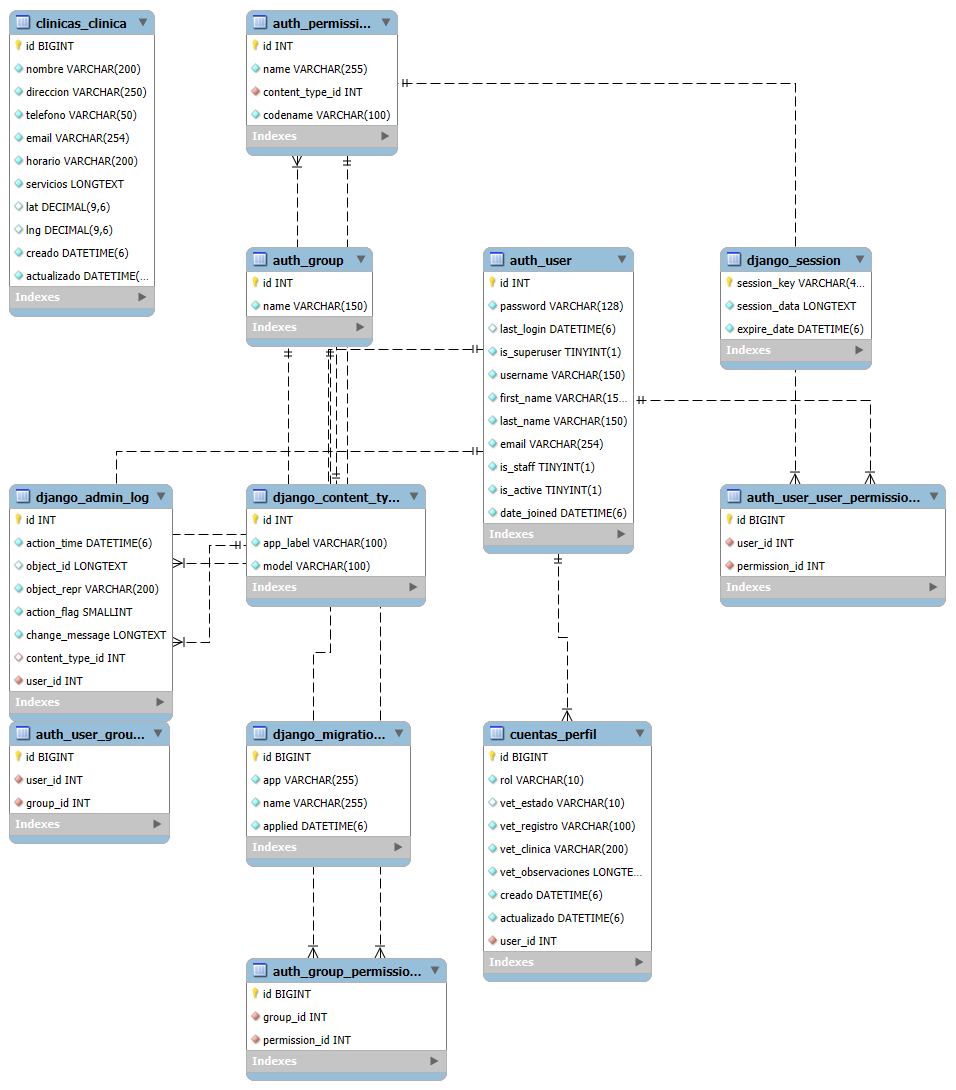 clinicas_clinica
id BIGINT
nombre VARCHAR(200)
direccion VARCHAR(250)
telefono VARCHAR(50)
email VARCHAR(254)
horario VARCHAR(200)
servicios LONGTEXT
lat DECIMAL(9,6)
lng DECIMAL(9,6)
creado DATETIME(6)
actualizado DATETIME(...
Indexes
auth_permissi...
id INT
name VARCHAR(255)
content_type_id INT
codename VARCHAR(100)
Indexes
auth_group
id INT
name VARCHAR(150)
Indexes
auth_user
id INT
password VARCHAR(128)
last_login DATETIME(6)
is_superuser TINYINT(1)
username VARCHAR(150)
first_name VARCHAR(15...
last_name VARCHAR(150)
email VARCHAR(254)
is_staff TINYINT(1)
is_active TINYINT(1)
date_joined DATETIME(6)
Indexes
django_session
session_key VARCHAR(4...
session_data LONGTEXT
expire_date DATETIME(6)
Indexes
django_admin_log
id INT
action_time DATETIME(6)
object_id LONGTEXT
object_repr VARCHAR(200)
action_flag SMALLINT
change_message LONGTEXT
content_type_id INT
user_id INT
Indexes
django_content_ty...
id INT
app_label VARCHAR(100)
model VARCHAR(100)
Indexes
auth_user_user_permissio...
id BIGINT
user_id INT
permission_id INT
Indexes
auth_user_grou...
id BIGINT
user_id INT
group_id INT
Indexes
django_migratio...
id BIGINT
app VARCHAR(255)
name VARCHAR(255)
applied DATETIME(6)
Indexes
cuentas_perfil
id BIGINT
rol VARCHAR(10)
vet_estado VARCHAR(10)
vet_registro VARCHAR(100)
vet_clinica VARCHAR(200)
vet_observaciones LONGTE...
creado DATETIME(6)
actualizado DATETIME(6)
user_id INT
Indexes
auth_group_permissio...
id BIGINT
group_id INT
permission_id INT
Indexes